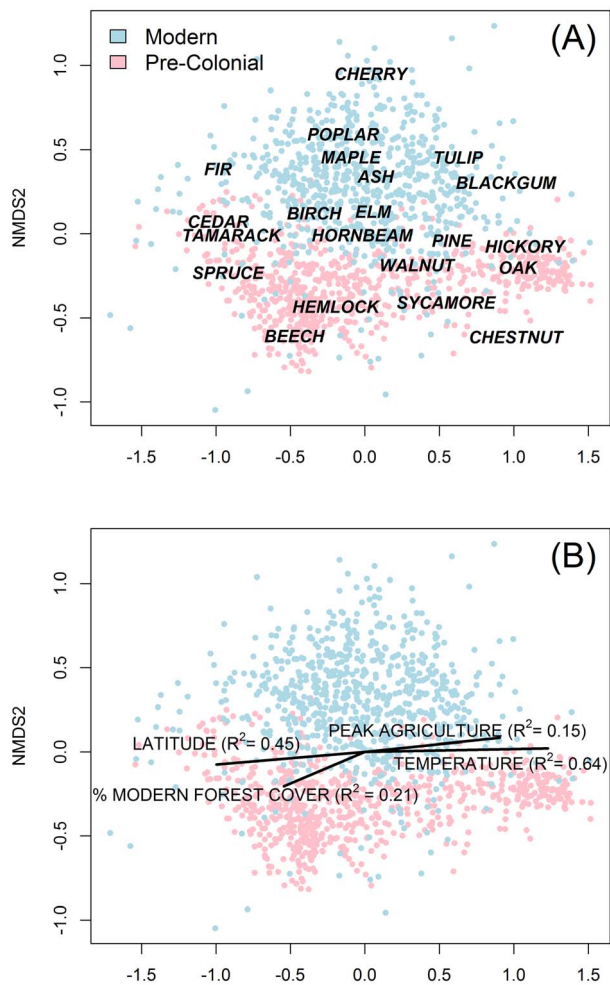 Modern
Pre-Colonial
(A)
CHERRY
POPLAR
MAPLE
TULIP
FIR
ASH
BLACKGUM
BIRCH
ELM
CEDAR
TAMARACK
HORNBEAM
PINE
HICKORY
WALNUT
OAK
SPRUCE
HEMLOCK
SYCAMORE
BEECH
CHESTNUT
NMDS2
1.0
0.5
0.0
-0.5
-1.0
-1.5 -1.0 -0.5 0.0 0.5 1.0 1.5
(B)
PEAK AGRICULTURE (R²= 0.15)
LATITUDE (R²= 0.45)
TEMPERATURE (R²= 0.64)
% MODERN FOREST COVER (R²= 0.21)
NMDS2
1.0
0.5
0.0
-0.5
-1.0
-1.5 -1.0 -0.5 0.0 0.5 1.0 1.5